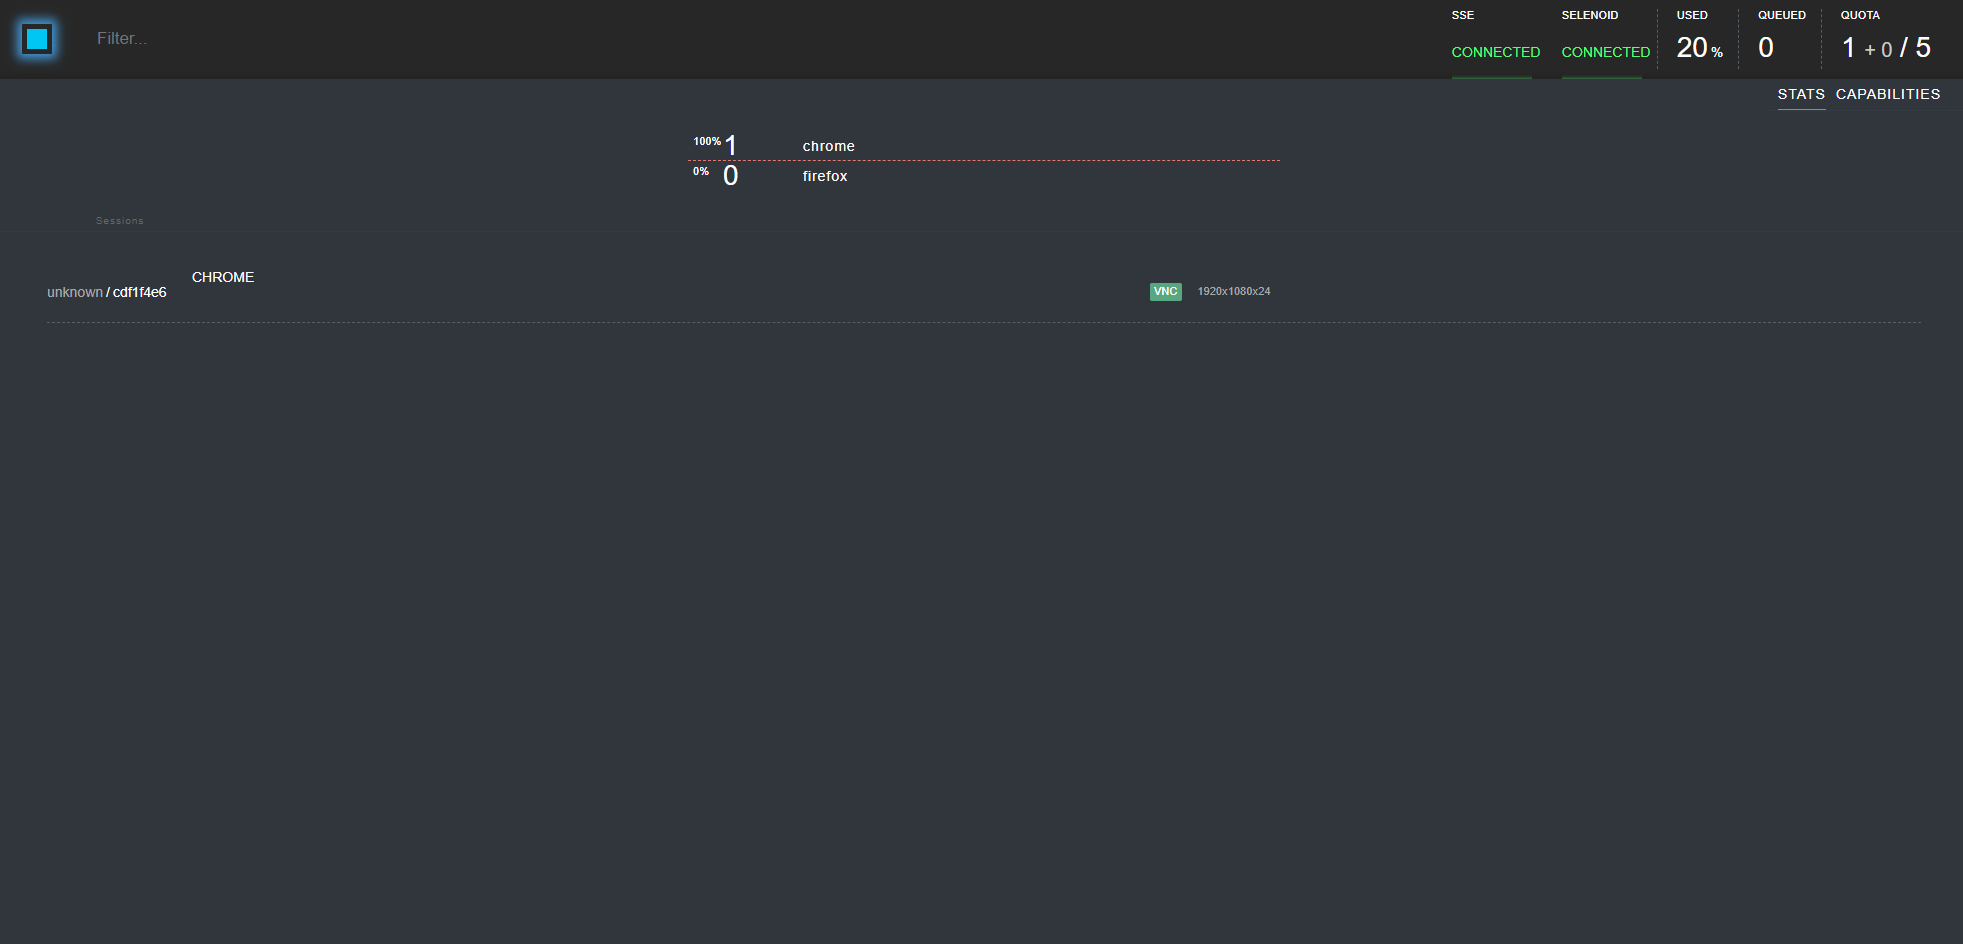 Filter...
SSE
CONNECTED
SELENOID
CONNECTED
USED
20 %
QUEUED
0
QUOTA
1 + 0 / 5
STATS CAPABILITIES
100% 1 chrome
0% 0 firefox
Sessions
unknown / cdf1f4e6
CHROME
VNC
1920x1080x24